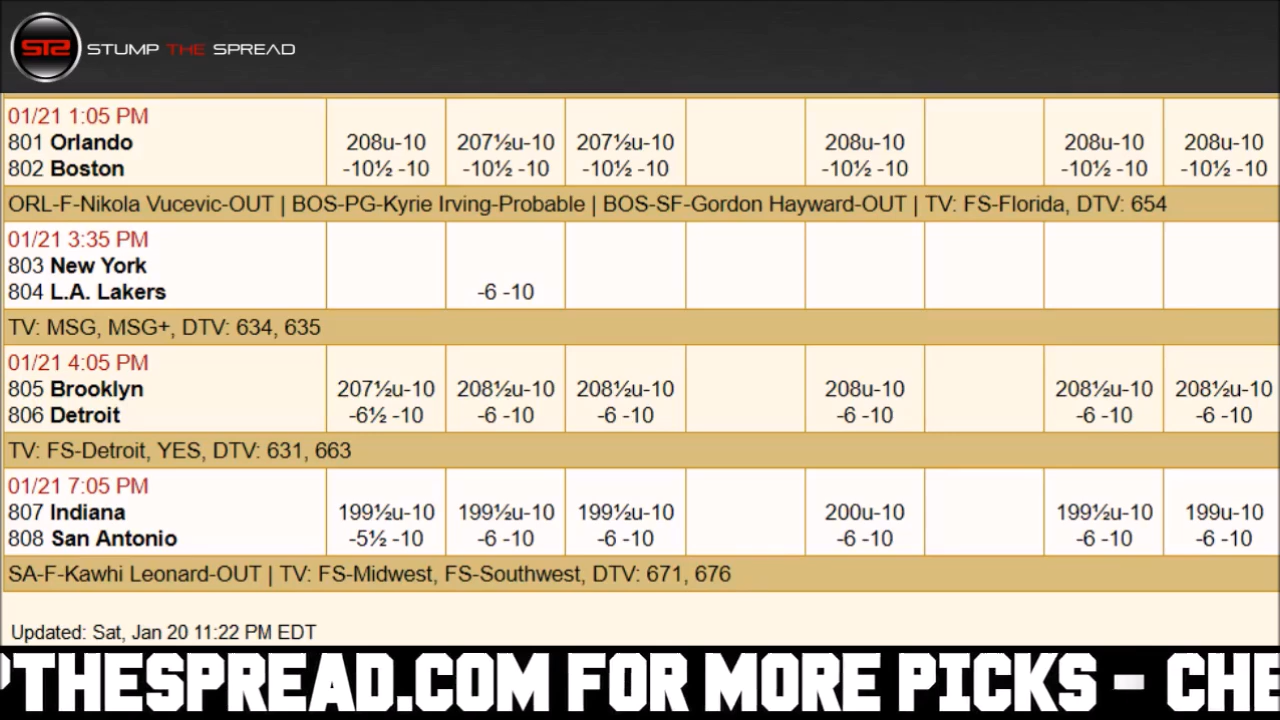 STS STUMP THE SPREAD
01/21 1:05 PM
801 Orlando 208u-10 207½u-10 207½u-10 208u-10 208u-10 208u-10
802 Boston -10½ -10 -10½ -10 -10½ -10 -10½ -10 -10½ -10 -10½ -10
ORL-F-Nikola Vucevic-OUT | BOS-PG-Kyrie Irving-Probable | BOS-SF-Gordon Hayward-OUT | TV: FS-Florida, DTV: 654
01/21 3:35 PM
803 New York
804 L.A. Lakers -6 -10
TV: MSG, MSG+, DTV: 634, 635
01/21 4:05 PM
805 Brooklyn 207½u-10 208½u-10 208½u-10 208u-10 208½u-10 208½u-10
806 Detroit -6½ -10 -6 -10 -6 -10 -6 -10 -6 -10 -6 -10
TV: FS-Detroit, YES, DTV: 631, 663
01/21 7:05 PM
807 Indiana 199½u-10 199½u-10 199½u-10 200u-10 199½u-10 199u-10
808 San Antonio -5½ -10 -6 -10 -6 -10 -6 -10 -6 -10 -6 -10
SA-F-Kawhi Leonard-OUT | TV: FS-Midwest, FS-Southwest, DTV: 671, 676
Updated: Sat, Jan 20 11:22 PM EDT
PTHESPREAD.COM FOR MORE PICKS - CHE